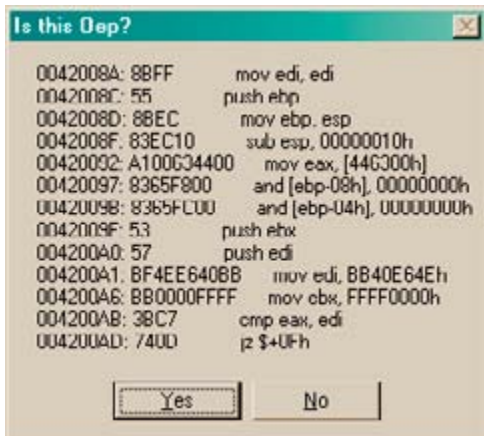 Is this Oep?
0042008A: 8BFF mov edi, edi
0042008C: 55 push ebp
0042008D: 8BEC mov ebp, esp
0042008F: 83EC10 sub esp, 00000010h
00420092: A100634400 mov eax, [446300h]
00420097: 8365F800 and [ebp-08h], 00000000h
0042009B: 8365FC00 and [ebp-04h], 00000000h
0042009F: 53 push ebx
004200A0: 57 push edi
004200A1: BF4EE640BB mov edi, BB40E64Eh
004200A6: BB0000FFFF mov ebx, FFFF0000h
004200AB: 3BC7 cmp eax, edi
004200AD: 740D jz $+0Fh
Yes No